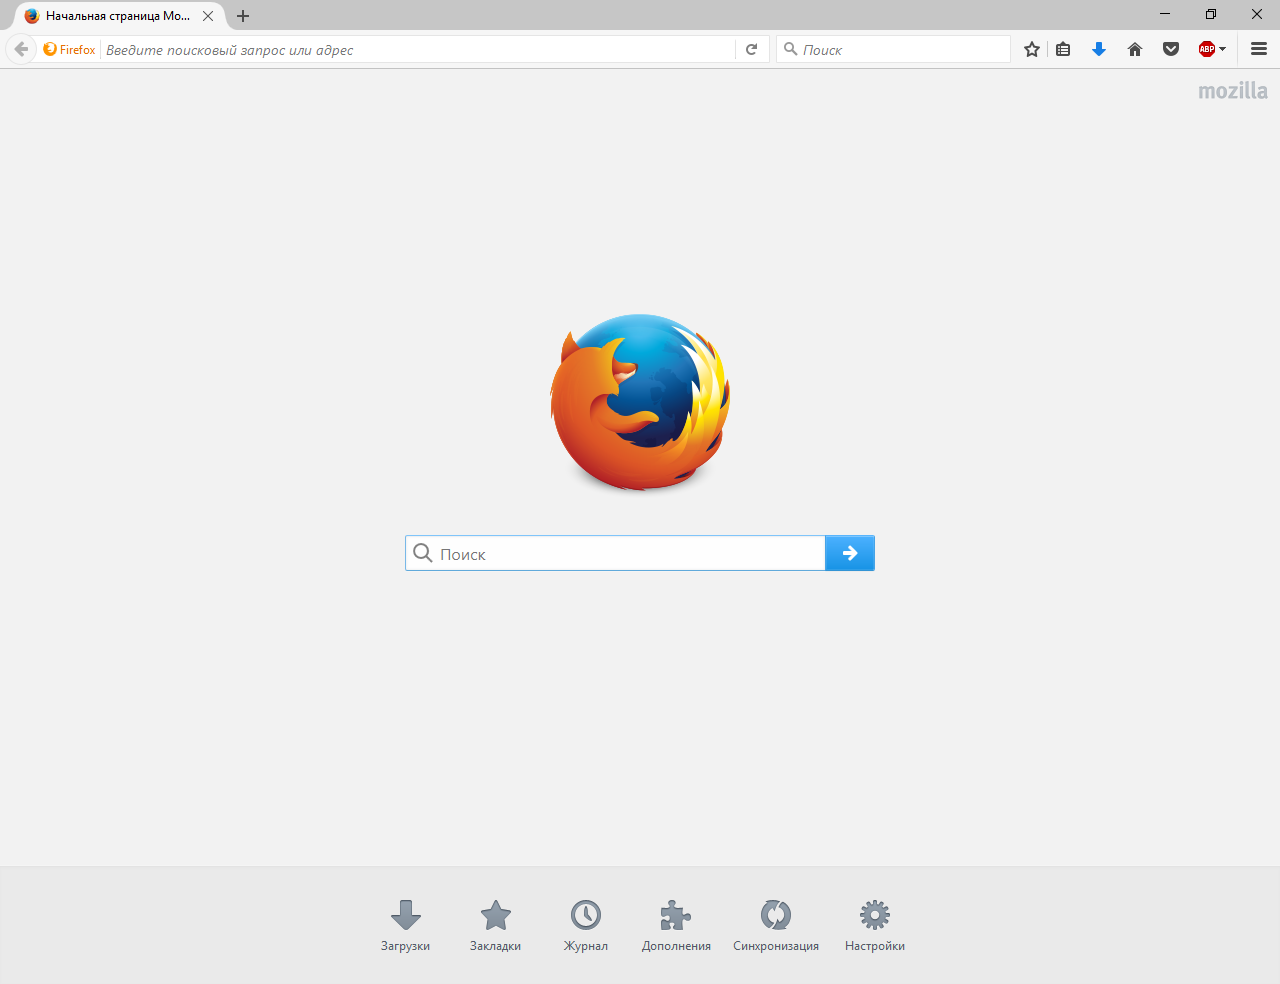 Начальная страница Mo...
Firefox Введите поисковый запрос или адрес Поиск ABP
mozilla
Поиск
Загрузки Закладки Журнал Дополнения Синхронизация Настройки